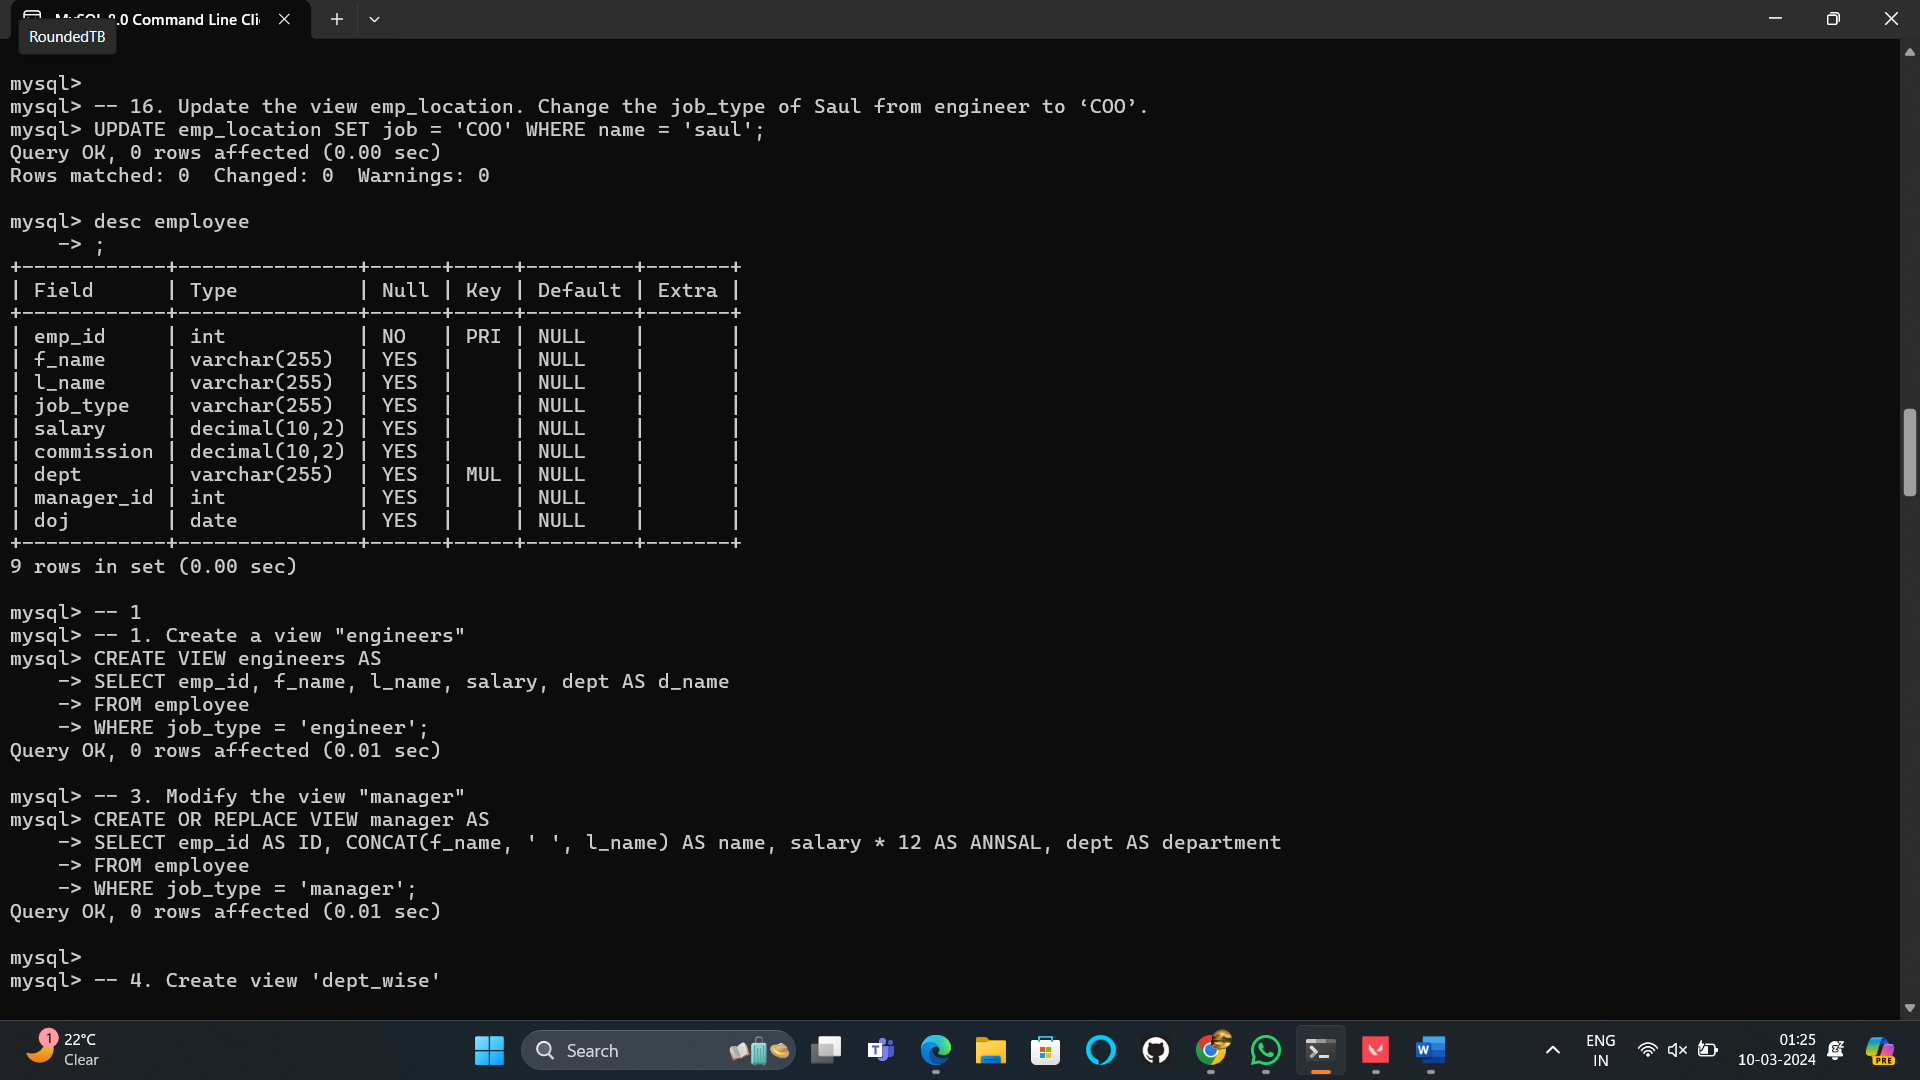 MySQL 8.0 Command Line Cli
RoundedTB
mysql>
mysql> -- 16. Update the view emp_location. Change the job_type of Saul from engineer to ‘COO’.
mysql> UPDATE emp_location SET job = 'COO' WHERE name = 'saul';
Query OK, 0 rows affected (0.00 sec)
Rows matched: 0  Changed: 0  Warnings: 0
mysql> desc employee
    -> ;
+------------+---------------+------+-----+---------+-------+
| Field      | Type          | Null | Key | Default | Extra |
+------------+---------------+------+-----+---------+-------+
| emp_id     | int           | NO   | PRI | NULL    |       |
| f_name     | varchar(255)  | YES  |     | NULL    |       |
| l_name     | varchar(255)  | YES  |     | NULL    |       |
| job_type   | varchar(255)  | YES  |     | NULL    |       |
| salary     | decimal(10,2) | YES  |     | NULL    |       |
| commission | decimal(10,2) | YES  |     | NULL    |       |
| dept       | varchar(255)  | YES  | MUL | NULL    |       |
| manager_id | int           | YES  |     | NULL    |       |
| doj        | date          | YES  |     | NULL    |       |
+------------+---------------+------+-----+---------+-------+
9 rows in set (0.00 sec)
mysql> -- 1
mysql> -- 1. Create a view "engineers"
mysql> CREATE VIEW engineers AS
    -> SELECT emp_id, f_name, l_name, salary, dept AS d_name
    -> FROM employee
    -> WHERE job_type = 'engineer';
Query OK, 0 rows affected (0.01 sec)
mysql> -- 3. Modify the view "manager"
mysql> CREATE OR REPLACE VIEW manager AS
    -> SELECT emp_id AS ID, CONCAT(f_name, ' ', l_name) AS name, salary * 12 AS ANNSAL, dept AS department
    -> FROM employee
    -> WHERE job_type = 'manager';
Query OK, 0 rows affected (0.01 sec)
mysql>
mysql> -- 4. Create view 'dept_wise'
1
22°C
Clear
Search
ENG
IN
01:25
10-03-2024
PRE